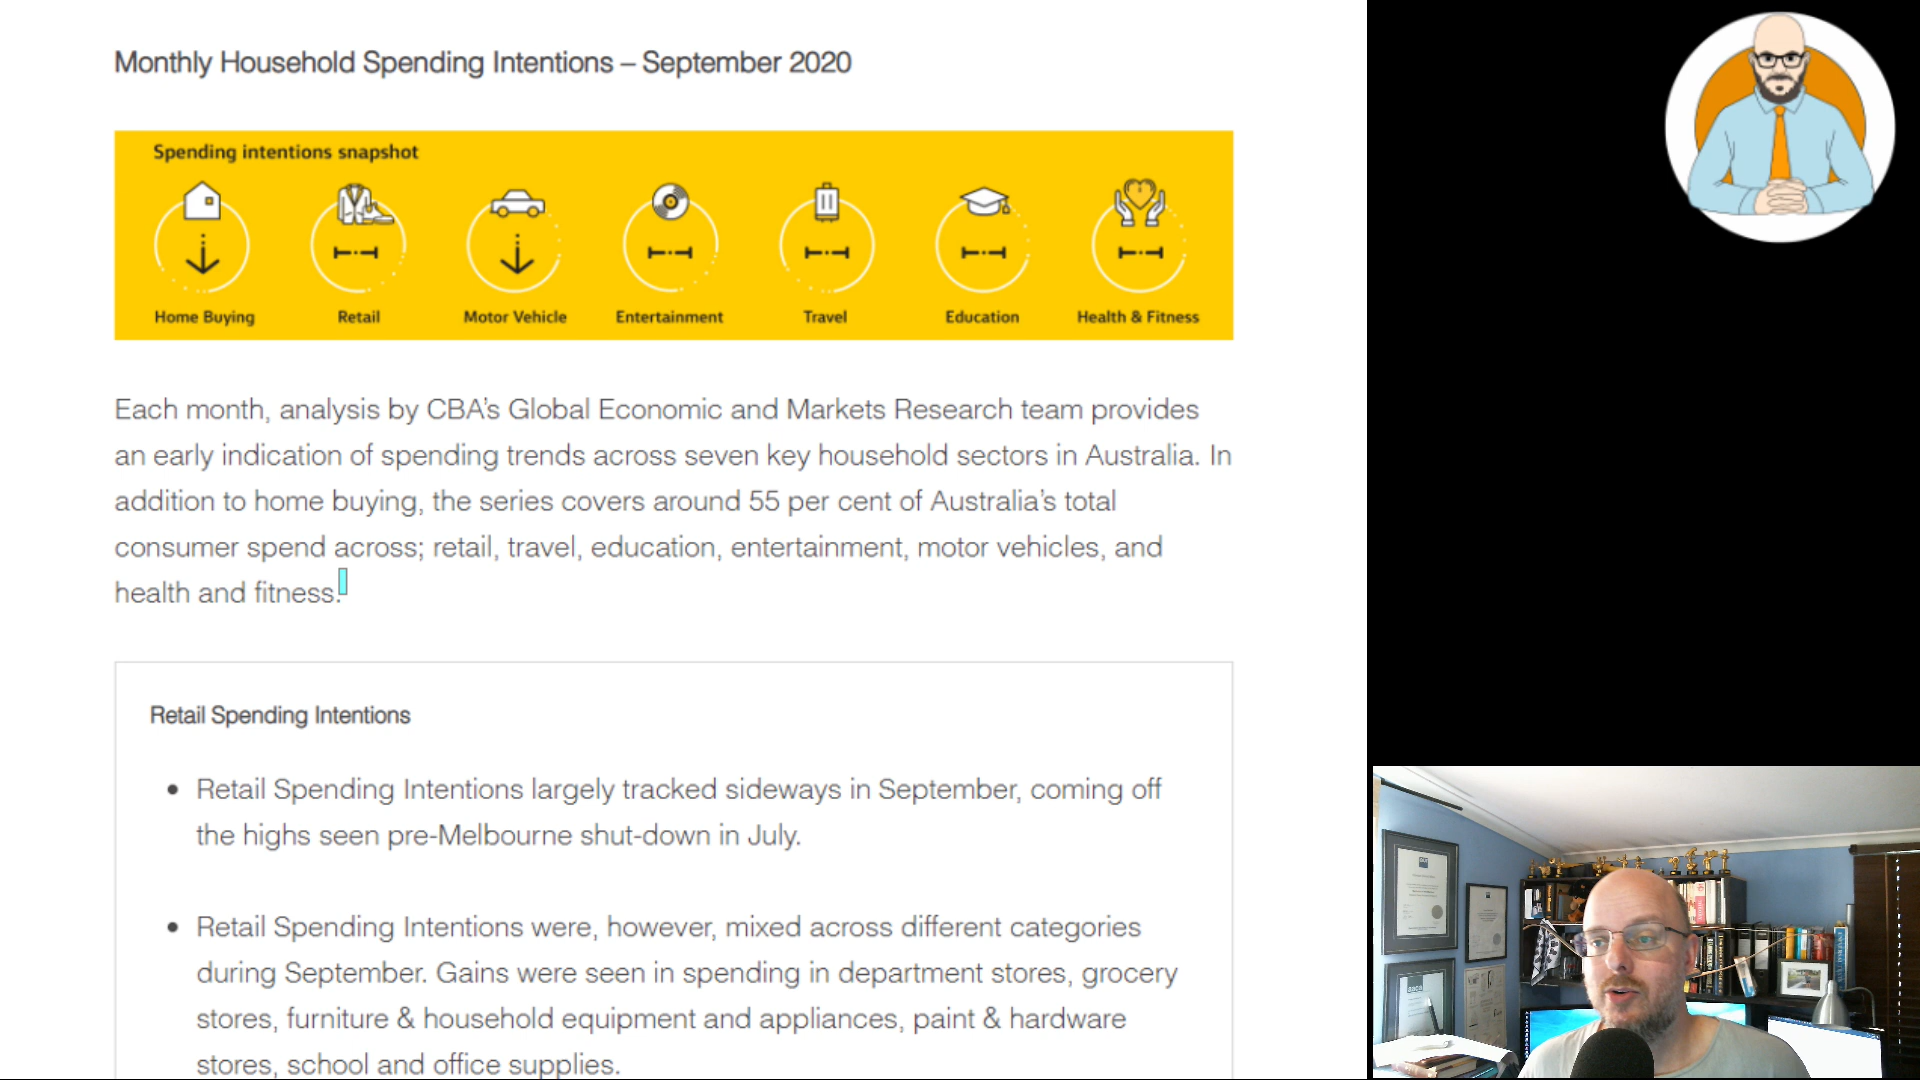 Monthly Household Spending Intentions – September 2020
Spending intentions snapshot
Home Buying
Retail
Motor Vehicle
Entertainment
Travel
Education
Health & Fitness
Each month, analysis by CBA’s Global Economic and Markets Research team provides
an early indication of spending trends across seven key household sectors in Australia. In
addition to home buying, the series covers around 55 per cent of Australia’s total
consumer spend across; retail, travel, education, entertainment, motor vehicles, and
health and fitness.
Retail Spending Intentions
• Retail Spending Intentions largely tracked sideways in September, coming off
the highs seen pre-Melbourne shut-down in July.
• Retail Spending Intentions were, however, mixed across different categories
during September. Gains were seen in spending in department stores, grocery
stores, furniture & household equipment and appliances, paint & hardware
stores, school and office supplies.